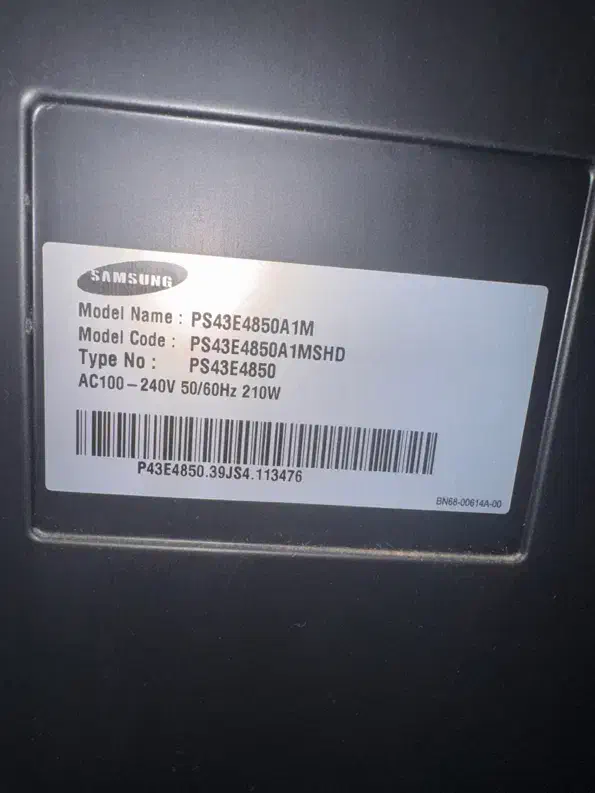 SAMSUNG
Model Name : PS43E4850A1M
Model Code : PS43E4850A1MSHD
Type No : PS43E4850
AC100-240V 50/60Hz 210W
P43E4850.39JS4.113476
BN68-00614A-00